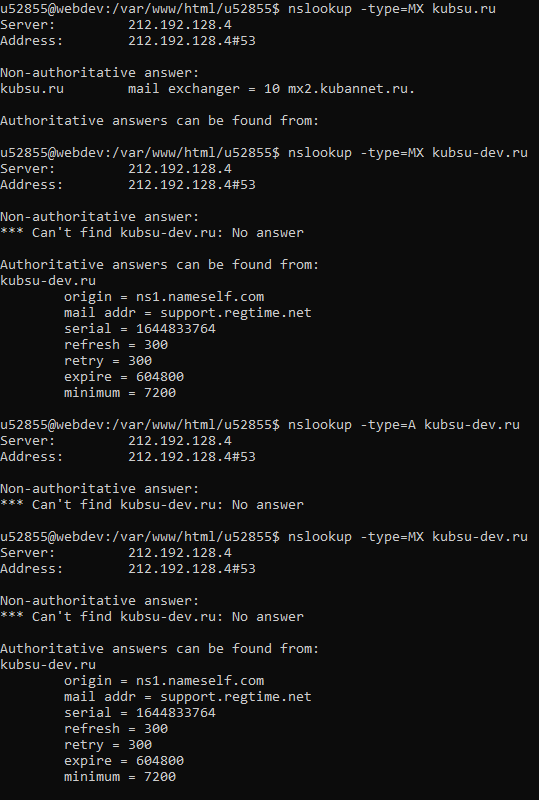 u52855@webdev:/var/www/html/u52855$ nslookup -type=MX kubsu.ru
Server:         212.192.128.4
Address:        212.192.128.4#53

Non-authoritative answer:
kubsu.ru        mail exchanger = 10 mx2.kubannet.ru.

Authoritative answers can be found from:

u52855@webdev:/var/www/html/u52855$ nslookup -type=MX kubsu-dev.ru
Server:         212.192.128.4
Address:        212.192.128.4#53

Non-authoritative answer:
*** Can't find kubsu-dev.ru: No answer

Authoritative answers can be found from:
kubsu-dev.ru
        origin = ns1.nameself.com
        mail addr = support.regtime.net
        serial = 1644833764
        refresh = 300
        retry = 300
        expire = 604800
        minimum = 7200

u52855@webdev:/var/www/html/u52855$ nslookup -type=A kubsu-dev.ru
Server:         212.192.128.4
Address:        212.192.128.4#53

Non-authoritative answer:
*** Can't find kubsu-dev.ru: No answer

u52855@webdev:/var/www/html/u52855$ nslookup -type=MX kubsu-dev.ru
Server:         212.192.128.4
Address:        212.192.128.4#53

Non-authoritative answer:
*** Can't find kubsu-dev.ru: No answer

Authoritative answers can be found from:
kubsu-dev.ru
        origin = ns1.nameself.com
        mail addr = support.regtime.net
        serial = 1644833764
        refresh = 300
        retry = 300
        expire = 604800
        minimum = 7200